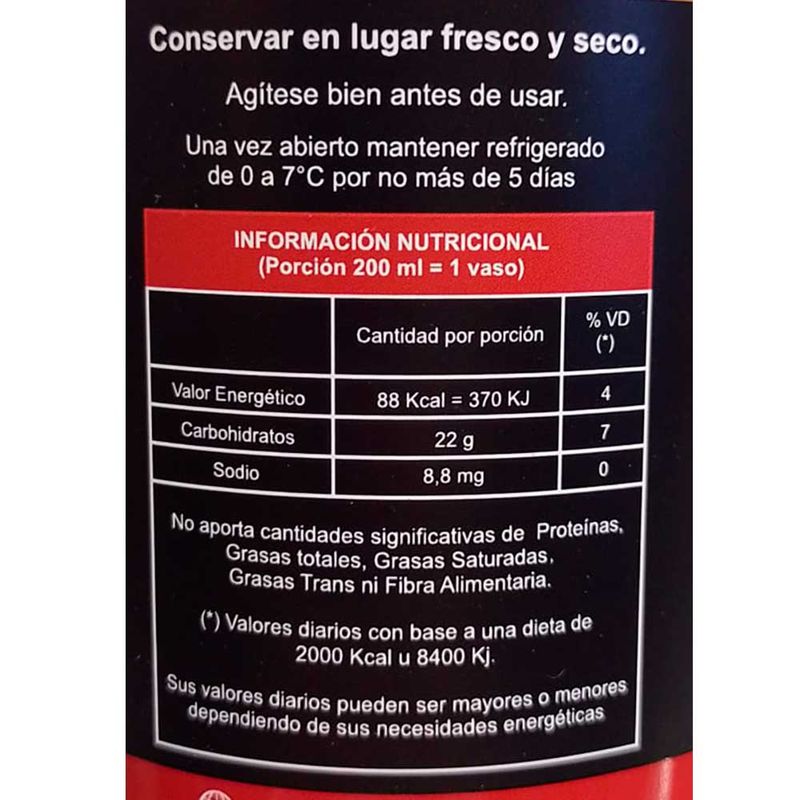 Conservar en lugar fresco y seco.
Agítese bien antes de usar.
Una vez abierto mantener refrigerado
de 0 a 7°C por no más de 5 días
INFORMACIÓN NUTRICIONAL
(Porción 200 ml = 1 vaso)
Cantidad por porción
% VD
(*)
Valor Energético
88 Kcal = 370 KJ
4
Carbohidratos
22 g
7
Sodio
8,8 mg
0
No aporta cantidades significativas de Proteínas,
Grasas totales, Grasas Saturadas,
Grasas Trans ni Fibra Alimentaria.
(*) Valores diarios con base a una dieta de
2000 Kcal u 8400 Kj.
Sus valores diarios pueden ser mayores o menores
dependiendo de sus necesidades energéticas